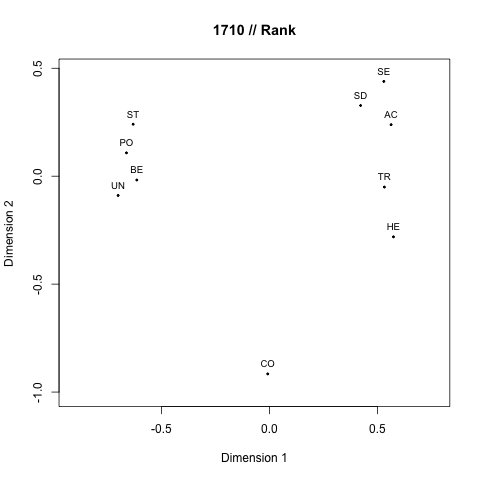 1710 // Rank
SE
SD
ST
AC
PO
BE
TR
UN
HE
CO
0.5
0.0
-0.5
-1.0
Dimension 2
-0.5
0.0
0.5
Dimension 1